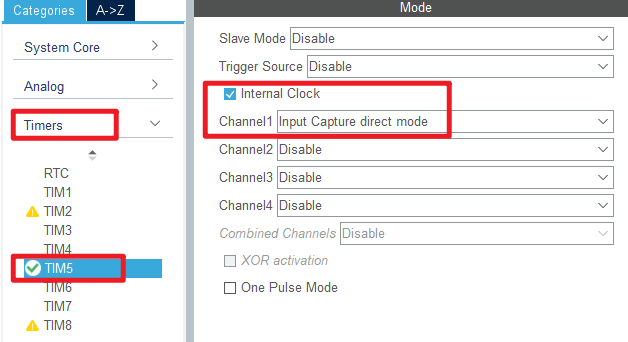 Categories
A->Z
System Core
Analog
Timers
RTC
TIM1
TIM2
TIM3
TIM4
TIM5
TIM6
TIM7
TIM8
Mode
Slave Mode Disable
Trigger Source Disable
Internal Clock
Channel1 Input Capture direct mode
Channel2 Disable
Channel3 Disable
Channel4 Disable
Combined Channels Disable
XOR activation
One Pulse Mode